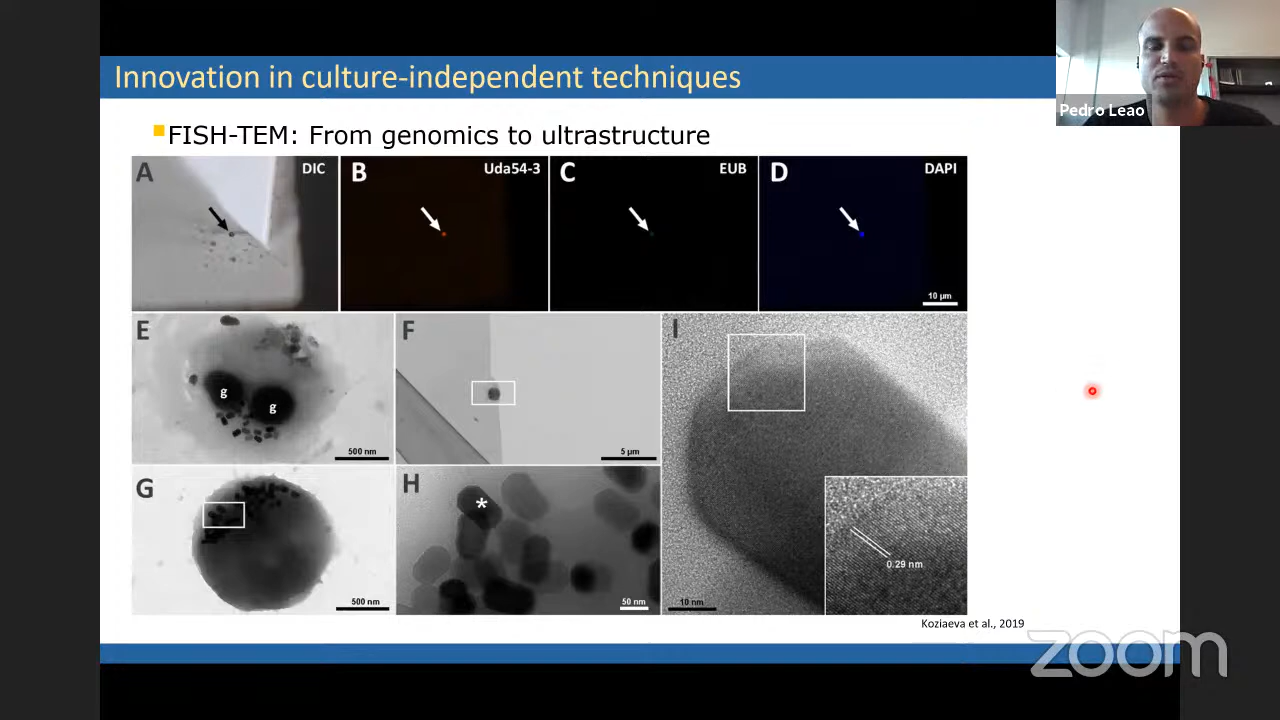 Innovation in culture-independent techniques
Pedro Leao
FISH-TEM: From genomics to ultrastructure
A DIC B Uda54-3 C EUB D DAPI
10 µm
E F I
g
g
500 nm 5 µm
G H
*
0.29 nm
500 nm 50 nm 10 nm
Koziaeva et al., 2019
zoom